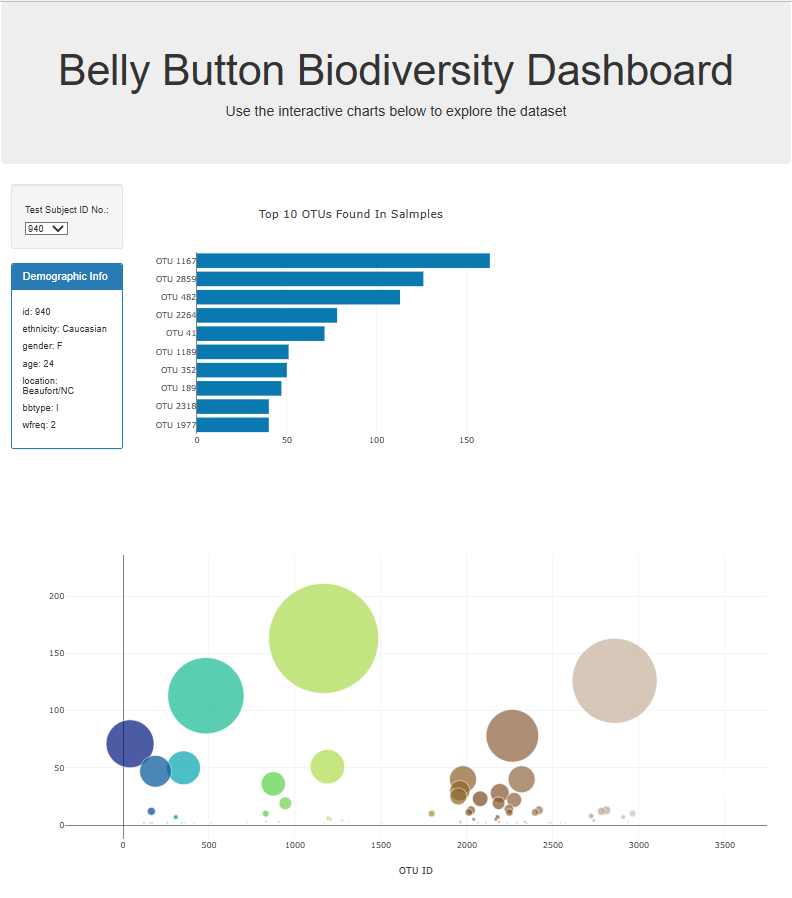 Belly Button Biodiversity Dashboard
Use the interactive charts below to explore the dataset
Test Subject ID No.:
940
Demographic Info
id: 940
ethnicity: Caucasian
gender: F
age: 24
location:
Beaufort/NC
bbtype: I
wfreq: 2
Top 10 OTUs Found In Salmples
OTU 1167
OTU 2859
OTU 482
OTU 2264
OTU 41
OTU 1189
OTU 352
OTU 189
OTU 2318
OTU 1977
0 50 100 150
200
150
100
50
0
0 500 1000 1500 2000 2500 3000 3500
OTU ID